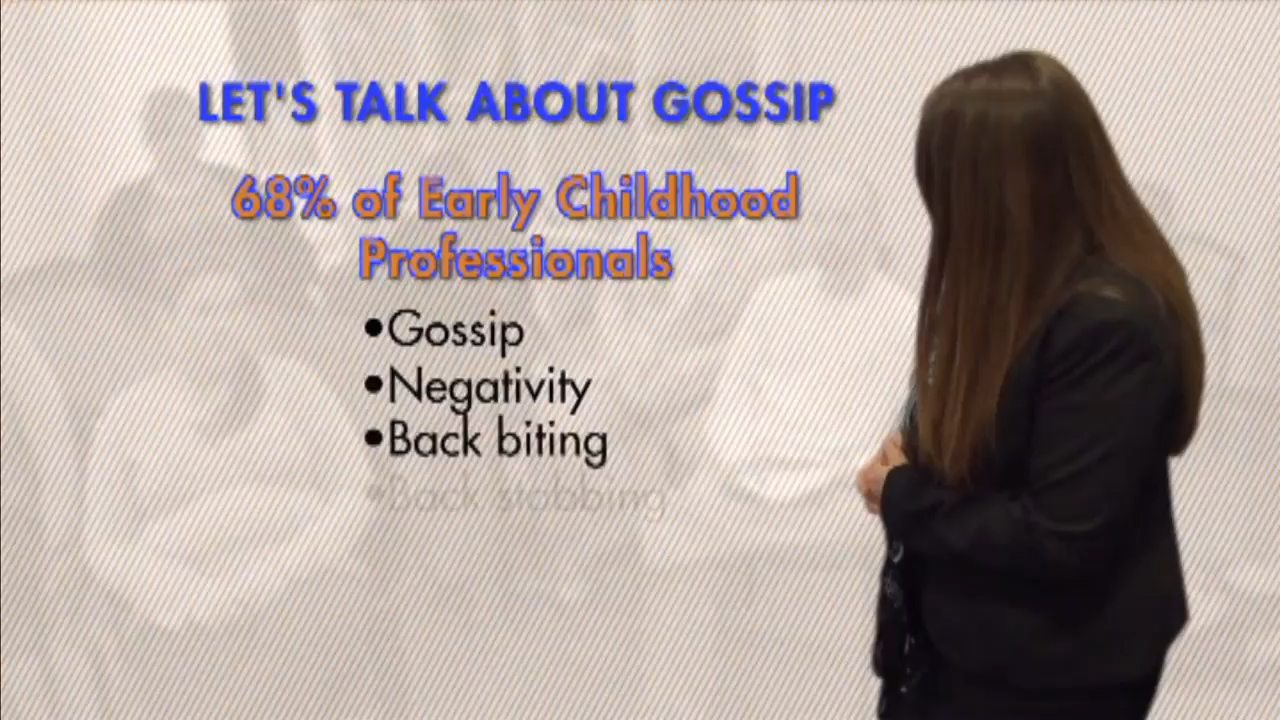 LET'S TALK ABOUT GOSSIP
68% of Early Childhood
Professionals
•Gossip
•Negativity
•Back biting
•Back stabbing